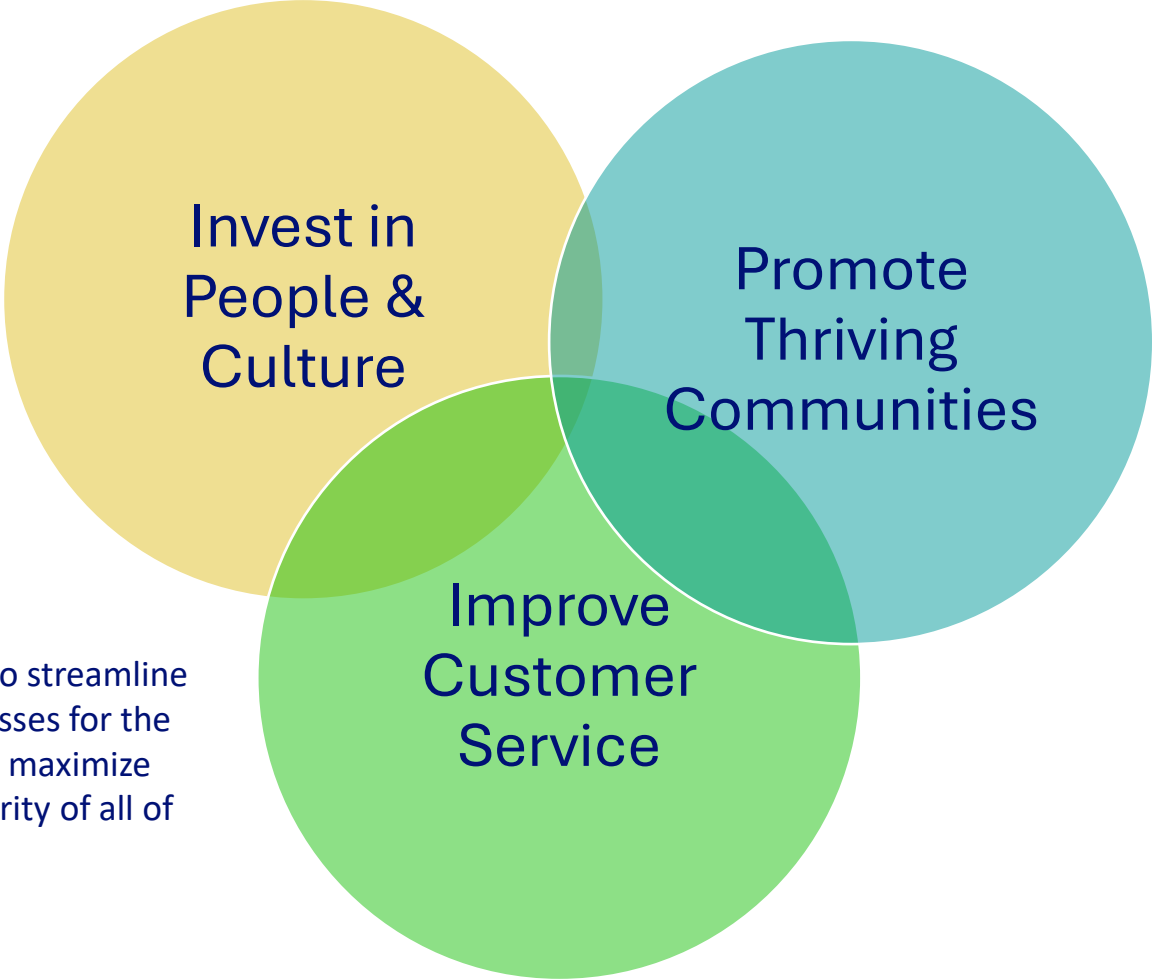 Invest in
People &
Culture
Promote
Thriving
Communities
Improve
Customer
Service
o streamline
sses for the
maximize
rity of all of